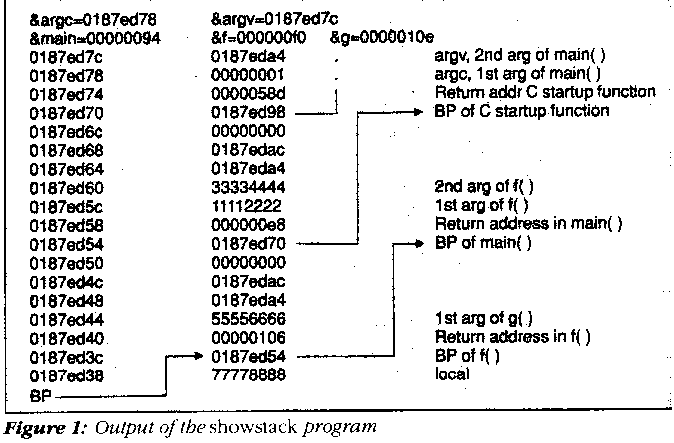 &argc=0187ed78 &argv=0187ed7c
&main=00000094 &f=000000f0 &g=0000010e
0187ed7c 0187eda4 argv, 2nd arg of main( )
0187ed78 00000001 argc, 1st arg of main( )
0187ed74 0000058d Return addr C startup function
0187ed70 0187ed98 BP of C startup function
0187ed6c 00000000
0187ed68 0187edac
0187ed64 0187eda4
0187ed60 33334444 2nd arg of f( )
0187ed5c 11112222 1st arg of f( )
0187ed58 000000e8 Return address in main( )
0187ed54 0187ed70 BP of main( )
0187ed50 00000000
0187ed4c 0187edac
0187ed48 0187eda4
0187ed44 55556666 1st arg of g( )
0187ed40 00000106 Return address in f( )
0187ed3c 0187ed54 BP of f( )
0187ed38 77778888 local
BP
Figure 1: Output of the showstack program